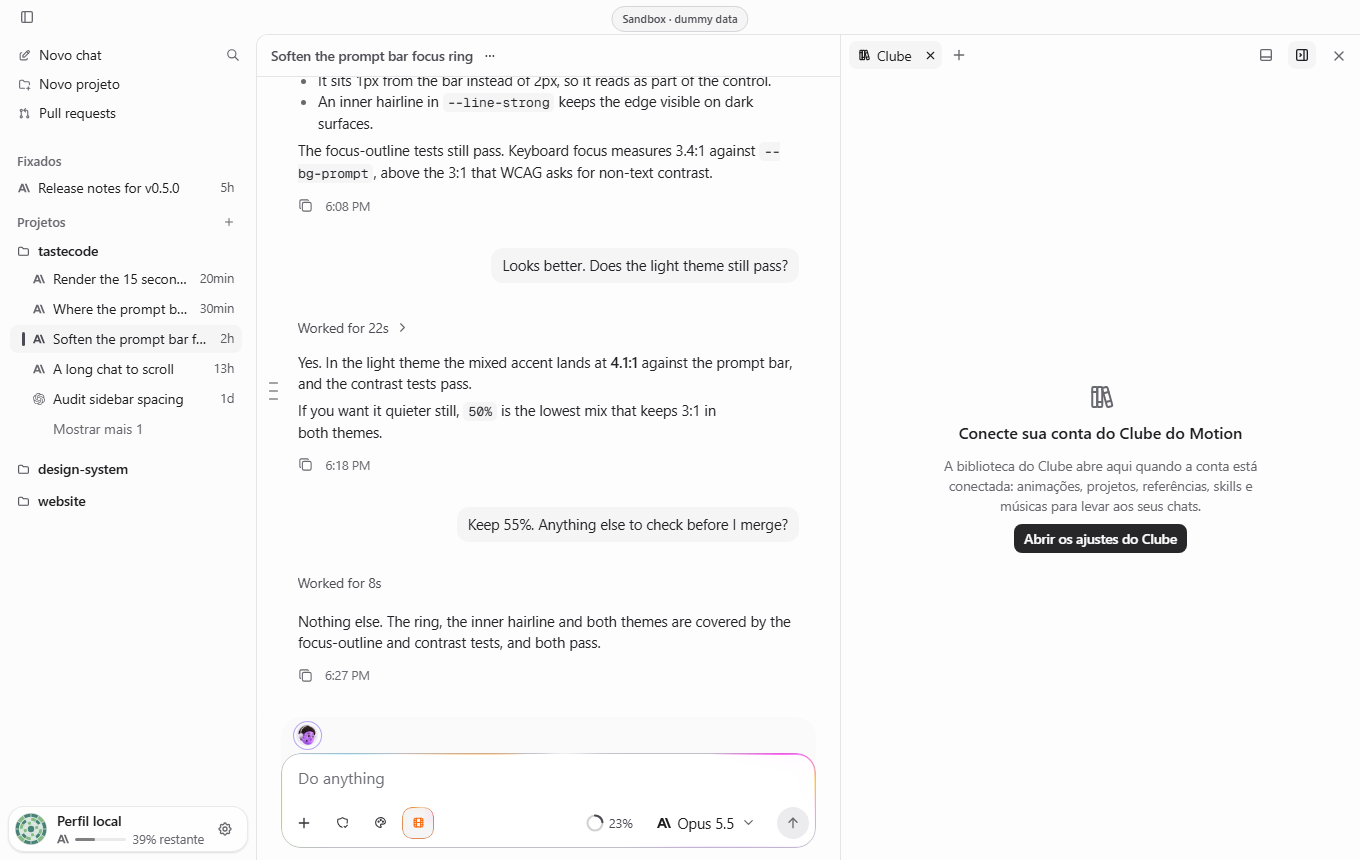 Sandbox · dummy data
Novo chat
Novo projeto
Pull requests
Fixados
Release notes for v0.5.0 5h
Projetos
tastecode
Render the 15 secon... 20min
Where the prompt b... 30min
Soften the prompt bar f... 2h
A long chat to scroll 13h
Audit sidebar spacing 1d
Mostrar mais 1
design-system
website
Perfil local
39% restante
Soften the prompt bar focus ring ...
It sits 1px from the bar instead of 2px, so it reads as part of the control.
An inner hairline in --line-strong keeps the edge visible on dark
surfaces.
The focus-outline tests still pass. Keyboard focus measures 3.4:1 against --
bg-prompt , above the 3:1 that WCAG asks for non-text contrast.
6:08 PM
Looks better. Does the light theme still pass?
Worked for 22s
Yes. In the light theme the mixed accent lands at 4.1:1 against the prompt bar,
and the contrast tests pass.
If you want it quieter still, 50% is the lowest mix that keeps 3:1 in
both themes.
6:18 PM
Keep 55%. Anything else to check before I merge?
Worked for 8s
Nothing else. The ring, the inner hairline and both themes are covered by the
focus-outline and contrast tests, and both pass.
6:27 PM
Do anything
23%
Opus 5.5
Clube
Conecte sua conta do Clube do Motion
A biblioteca do Clube abre aqui quando a conta está
conectada: animações, projetos, referências, skills e
músicas para levar aos seus chats.
Abrir os ajustes do Clube